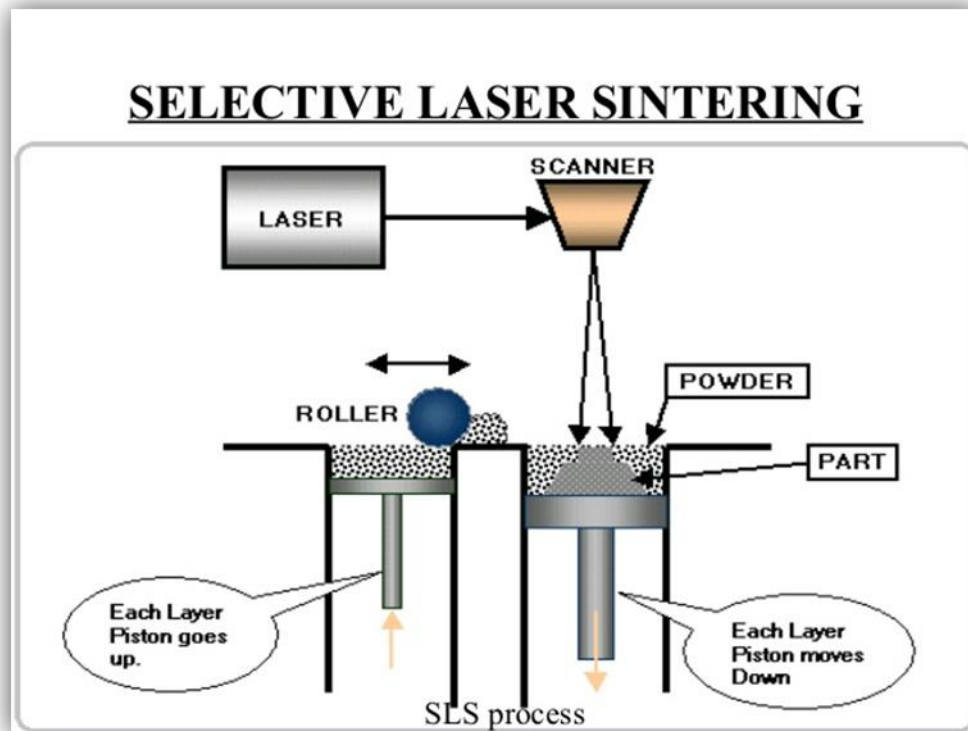 SELECTIVE LASER SINTERING
SCANNER
LASER
POWDER
ROLLER
PART
Each Layer
Piston goes
up.
Each Layer
Piston moves
Down
SLS process